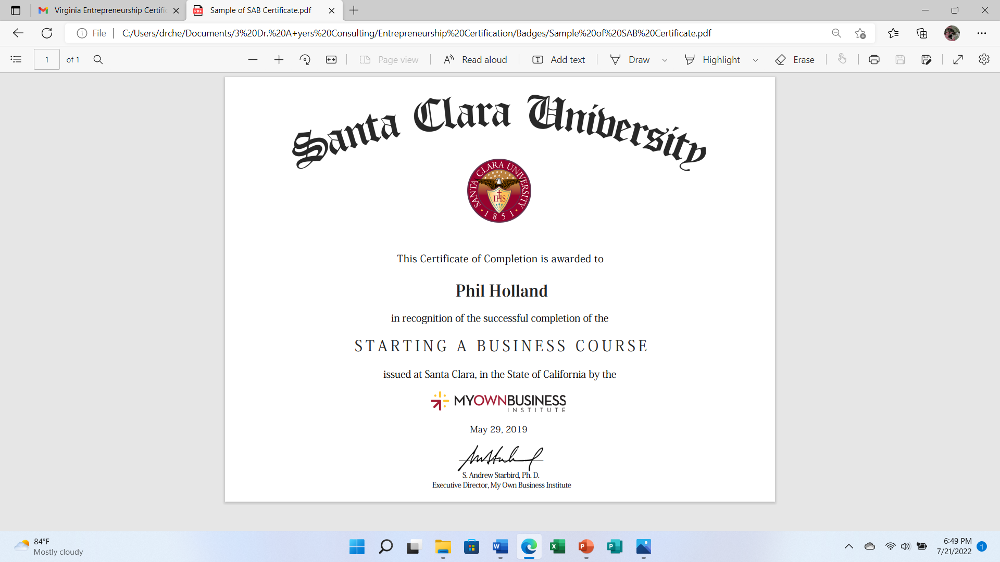 Virginia Entrepreneurship Certific
Sample of SAB Certificate.pdf
File
C:/Users/drche/Documents/3%20Dr.%20A+yers%20Consulting/Entrepreneurship%20Certification/Badges/Sample%20of%20SAB%20Certificate.pdf
1 of 1
Page view
Read aloud
Add text
Draw
Highlight
Erase
Santa Clara University
SANTA CLARA UNIVERSITY
IHS
• 1851 •
This Certificate of Completion is awarded to
Phil Holland
in recognition of the successful completion of the
STARTING A BUSINESS COURSE
issued at Santa Clara, in the State of California by the
MYOWNBUSINESS
INSTITUTE
May 29, 2019
S. Andrew Starbird, Ph. D.
Executive Director, My Own Business Institute
84°F
Mostly cloudy
6:49 PM
7/21/2022
1